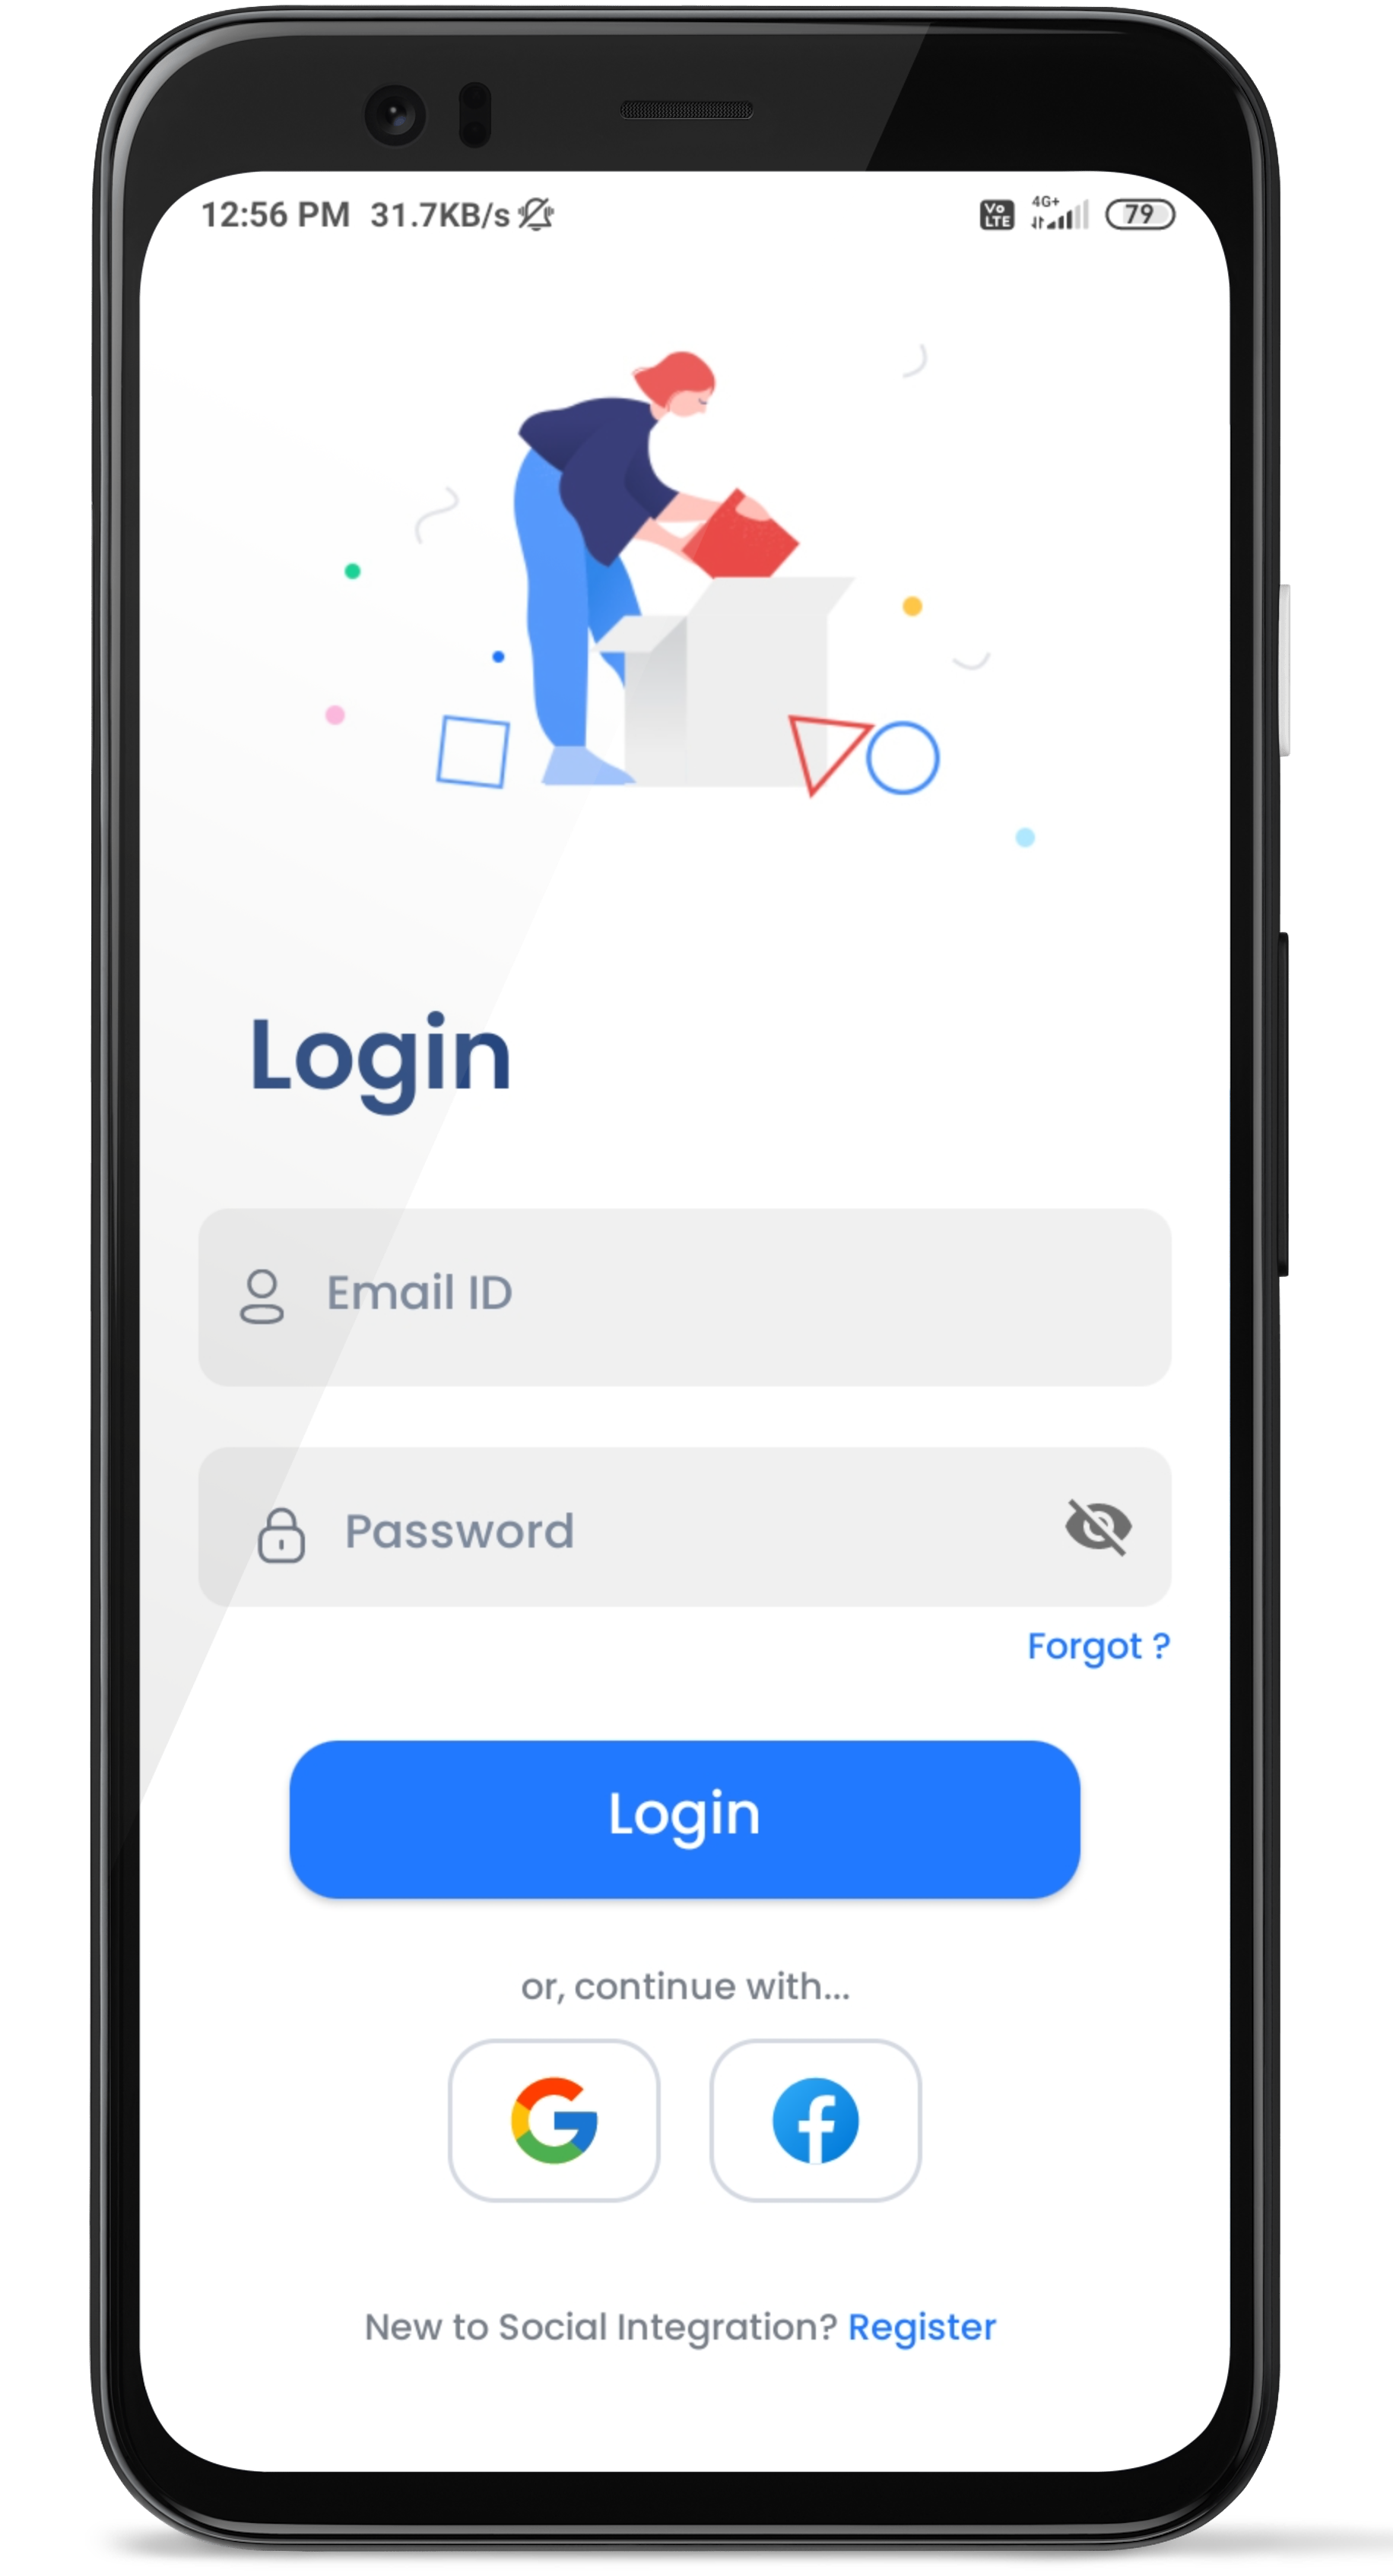 12:56 PM 31.7KB/s Vo LTE 4G+ 79
Login
Email ID
Password
Forgot ?
Login
or, continue with...
New to Social Integration? Register